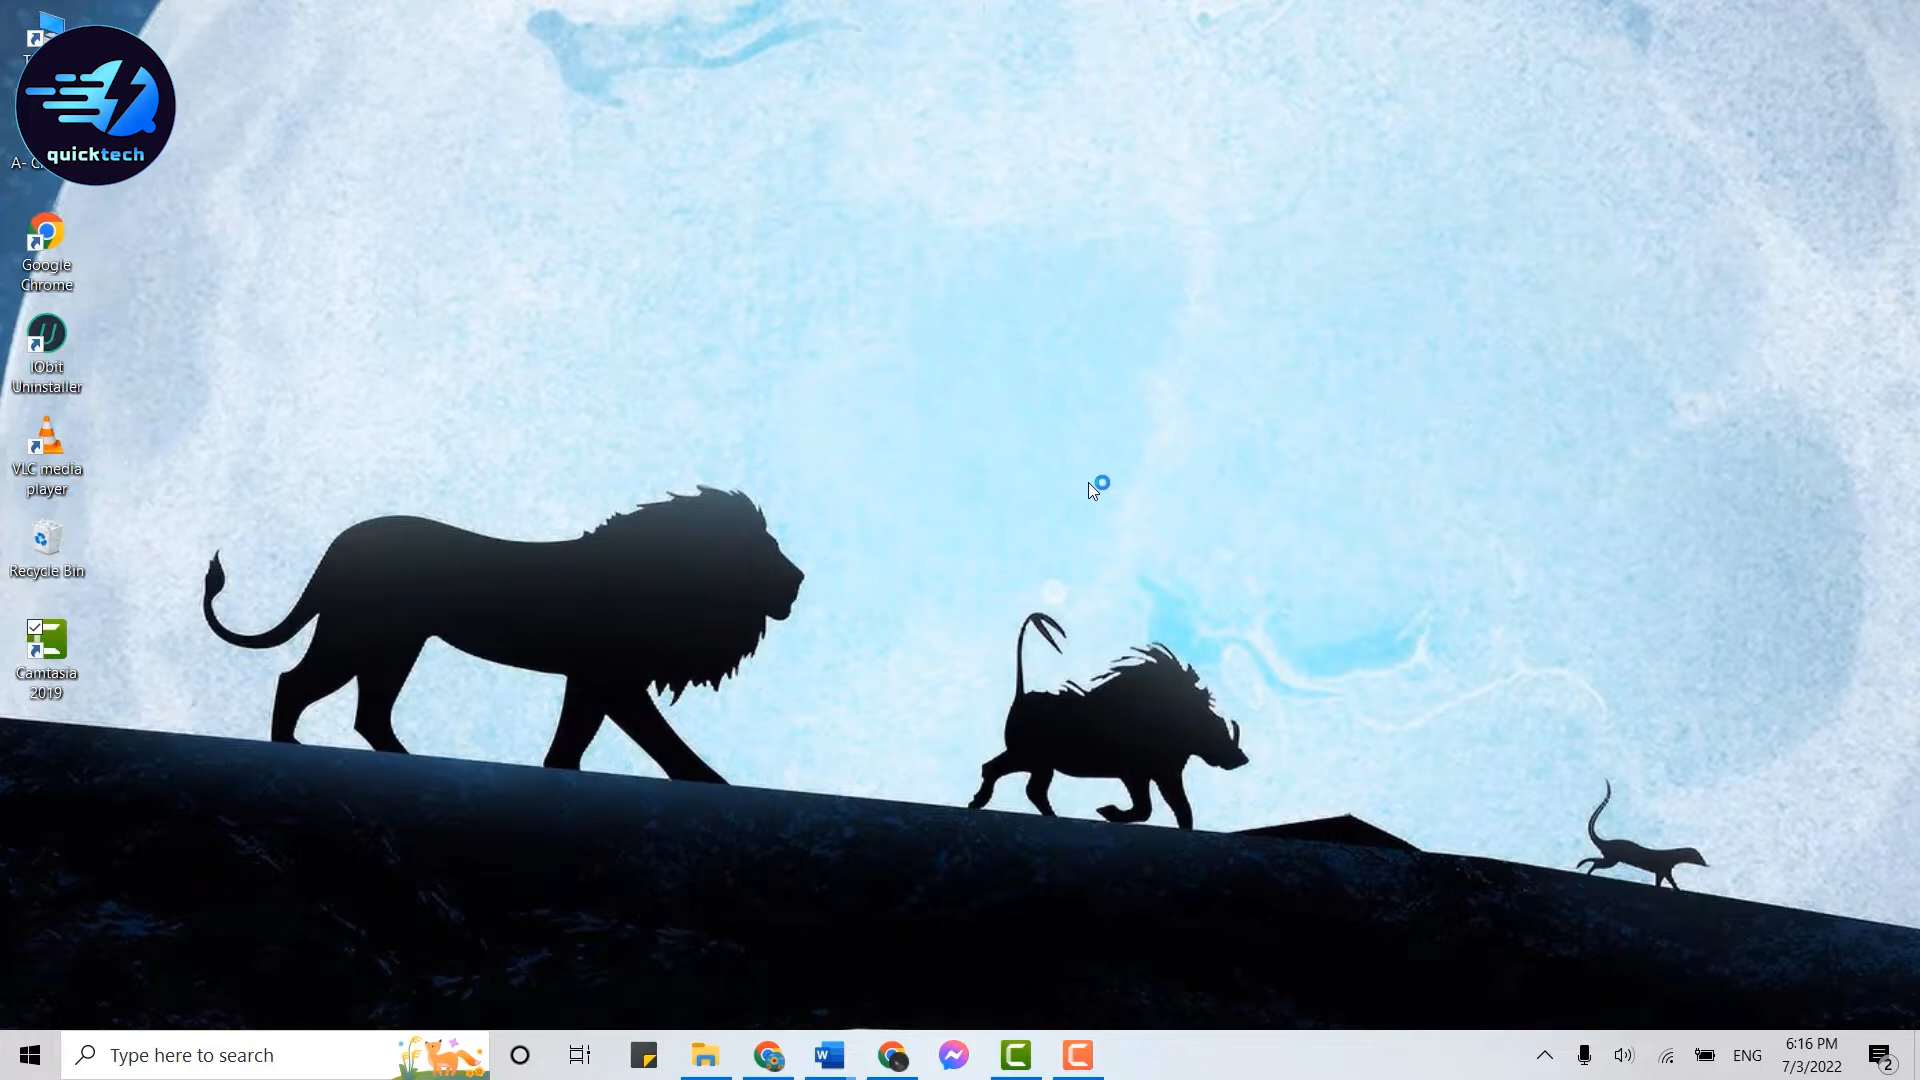 quicktech
A- C
Google
Chrome
IObit
Uninstaller
VLC media
player
Recycle Bin
Camtasia
2019
Type here to search
ENG
6:16 PM
7/3/2022
2